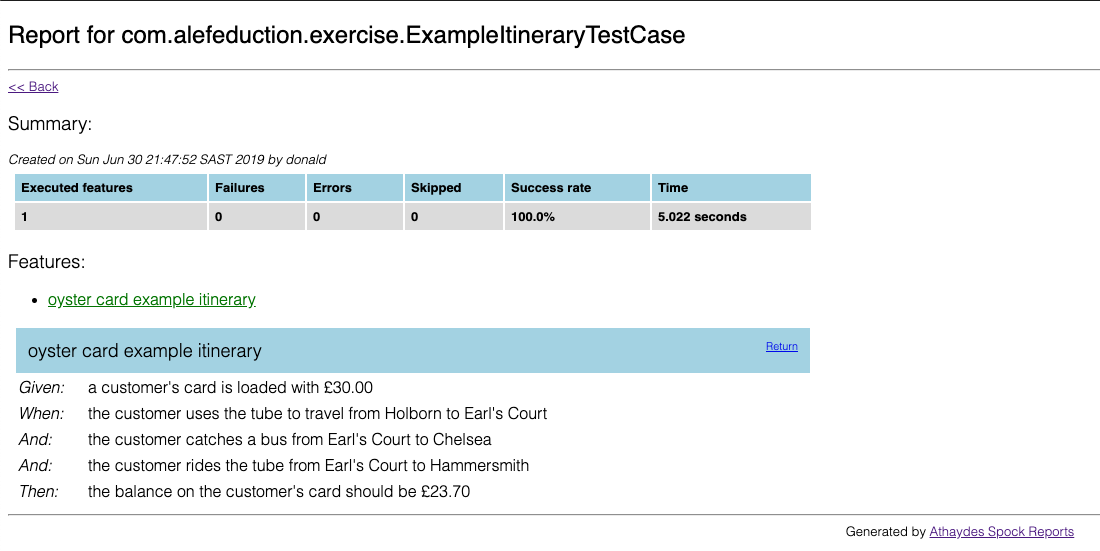 Report for com.alefeduction.exercise.ExampleItineraryTestCase
<< Back
Summary:
Created on Sun Jun 30 21:47:52 SAST 2019 by donald
Executed features Failures Errors Skipped Success rate Time
1 0 0 0 100.0% 5.022 seconds
Features:
• oyster card example itinerary
oyster card example itinerary Return
Given: a customer's card is loaded with £30.00
When: the customer uses the tube to travel from Holborn to Earl's Court
And: the customer catches a bus from Earl's Court to Chelsea
And: the customer rides the tube from Earl's Court to Hammersmith
Then: the balance on the customer's card should be £23.70
Generated by Athaydes Spock Reports